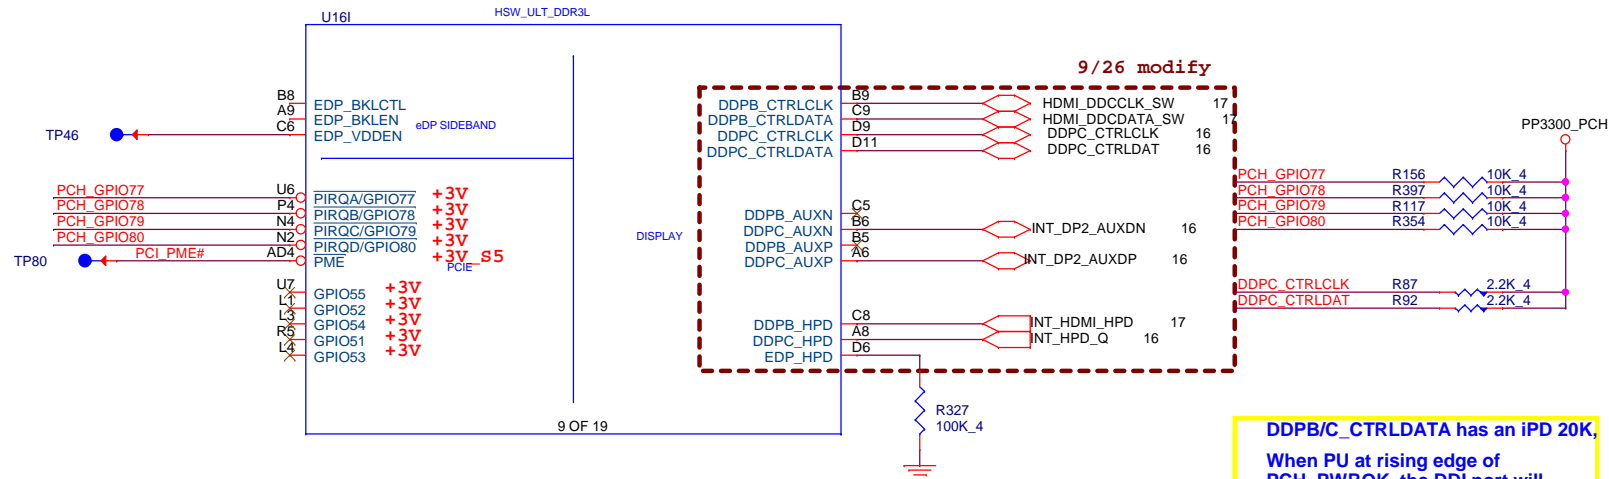 U16I
HSW_ULT_DDR3L
9/26 modify
B8 EDP_BKLCTL
A9 EDP_BKLEN
eDP SIDEBAND
TP46 C6 EDP_VDDEN
PCH_GPIO77 U6 PIRQA/GPIO77 +3V
PCH_GPIO78 P4 PIRQB/GPIO78 +3V
PCH_GPIO79 N4 PIRQC/GPIO79 +3V
PCH_GPIO80 N2 PIRQD/GPIO80 +3V
TP80 PCI_PME# AD4 PME +3V_S5
PCIE
U7 GPIO55 +3V
L1 GPIO52 +3V
L3 GPIO54 +3V
R5 GPIO51 +3V
L4 GPIO53 +3V
DISPLAY
9 OF 19
DDPB_CTRLCLK B9 HDMI_DDCCLK_SW 17
DDPB_CTRLDATA C9 HDMI_DDCDATA_SW 17
DDPC_CTRLCLK D9 DDPC_CTRLCLK 16
DDPC_CTRLDATA D11 DDPC_CTRLDAT 16
DDPB_AUXN C5
DDPC_AUXN B6 INT_DP2_AUXDN 16
DDPB_AUXP B5
DDPC_AUXP A6 INT_DP2_AUXDP 16
DDPB_HPD C8 INT_HDMI_HPD 17
DDPC_HPD A8 INT_HPD_Q 16
EDP_HPD D6
R327
100K_4
PP3300_PCH
PCH_GPIO77 R156 10K_4
PCH_GPIO78 R397 10K_4
PCH_GPIO79 R117 10K_4
PCH_GPIO80 R354 10K_4
DDPC_CTRLCLK R87 2.2K_4
DDPC_CTRLDAT R92 2.2K_4
DDPB/C_CTRLDATA has an iPD 20K,
When PU at rising edge of
PCH_PWROK, the DDI port will